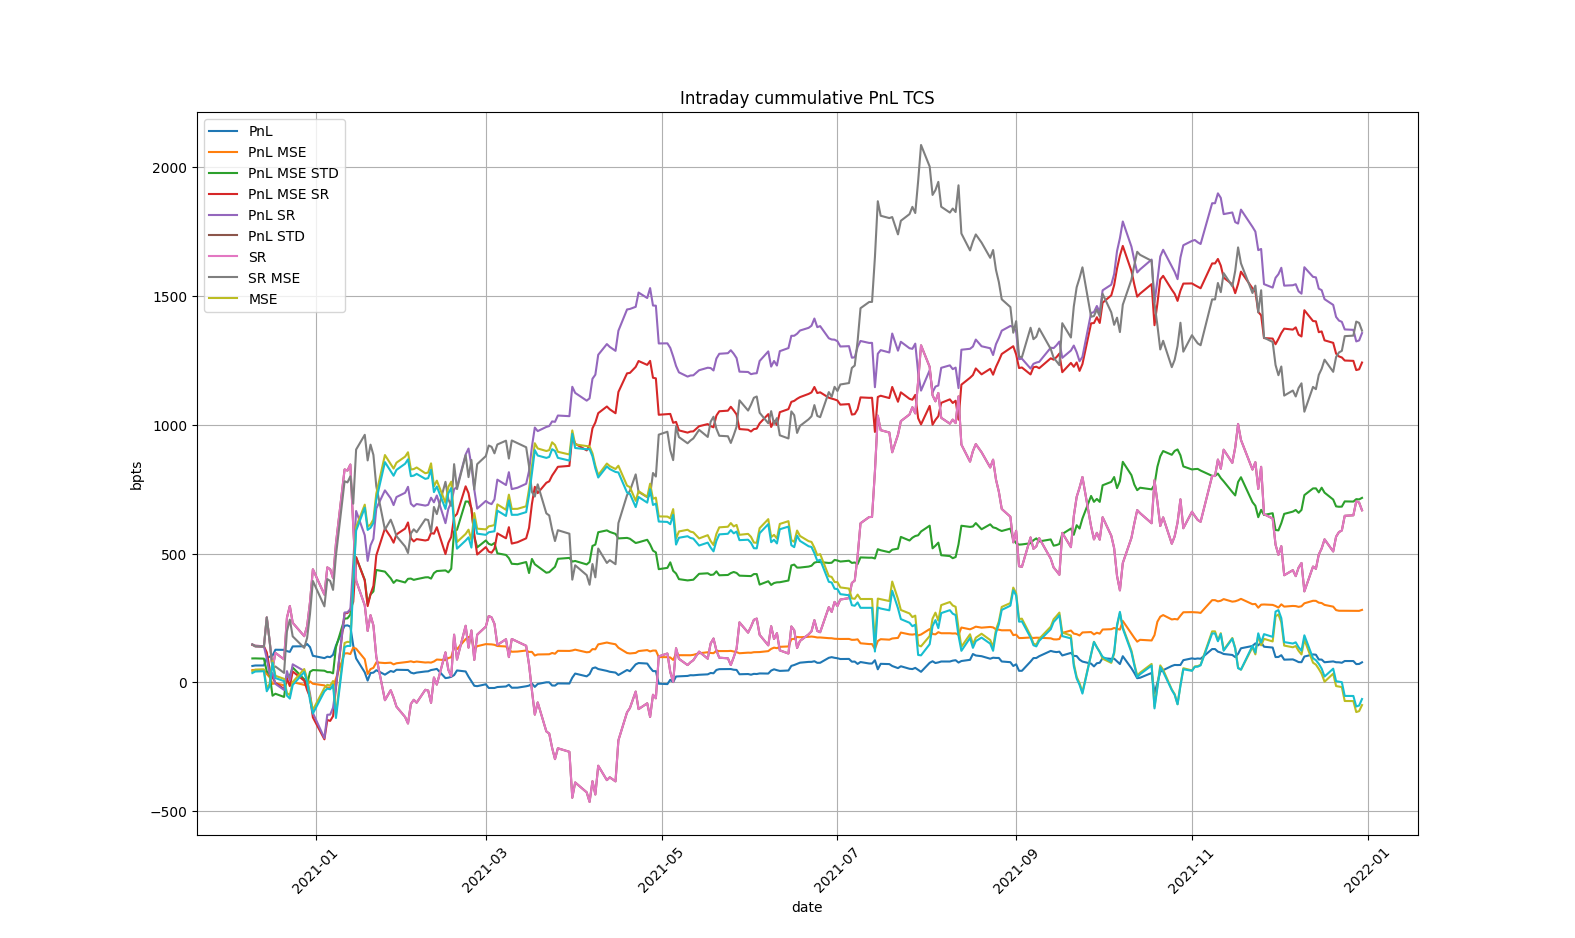 Intraday cummulative PnL TCS
PnL
PnL MSE
PnL MSE STD
PnL MSE SR
PnL SR
PnL STD
SR
SR MSE
MSE
2000
1500
1000
500
0
−500
bpts
2021-01
2021-03
2021-05
2021-07
2021-09
2021-11
2022-01
date